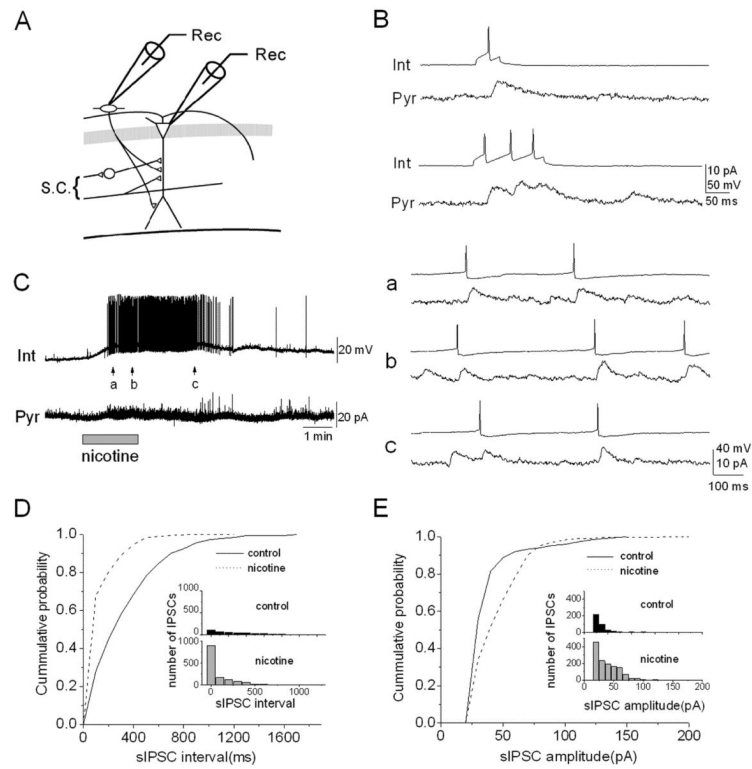 A
Rec
Rec
S.C.{
B
Int
Pyr
Int
Pyr
10 pA
50 mV
50 ms
C
Int
20 mV
a b c
Pyr
20 pA
1 min
nicotine
a
b
c
40 mV
10 pA
100 ms
D
Cummulative probability
1.0
0.8
0.6
0.4
0.2
0.0
0 400 800 1200 1600
sIPSC interval(ms)
control
nicotine
number of IPSCs
1000
500
0
control
1000
500
0
nicotine
0 500 1000
sIPSC interval
E
Cummulative probability
1.0
0.8
0.6
0.4
0.2
0.0
0 50 100 150 200
sIPSC amplitude(pA)
control
nicotine
number of IPSCs
400
200
0
control
400
200
0
nicotine
0 50 100 150 200
sIPSC amplitude(pA)